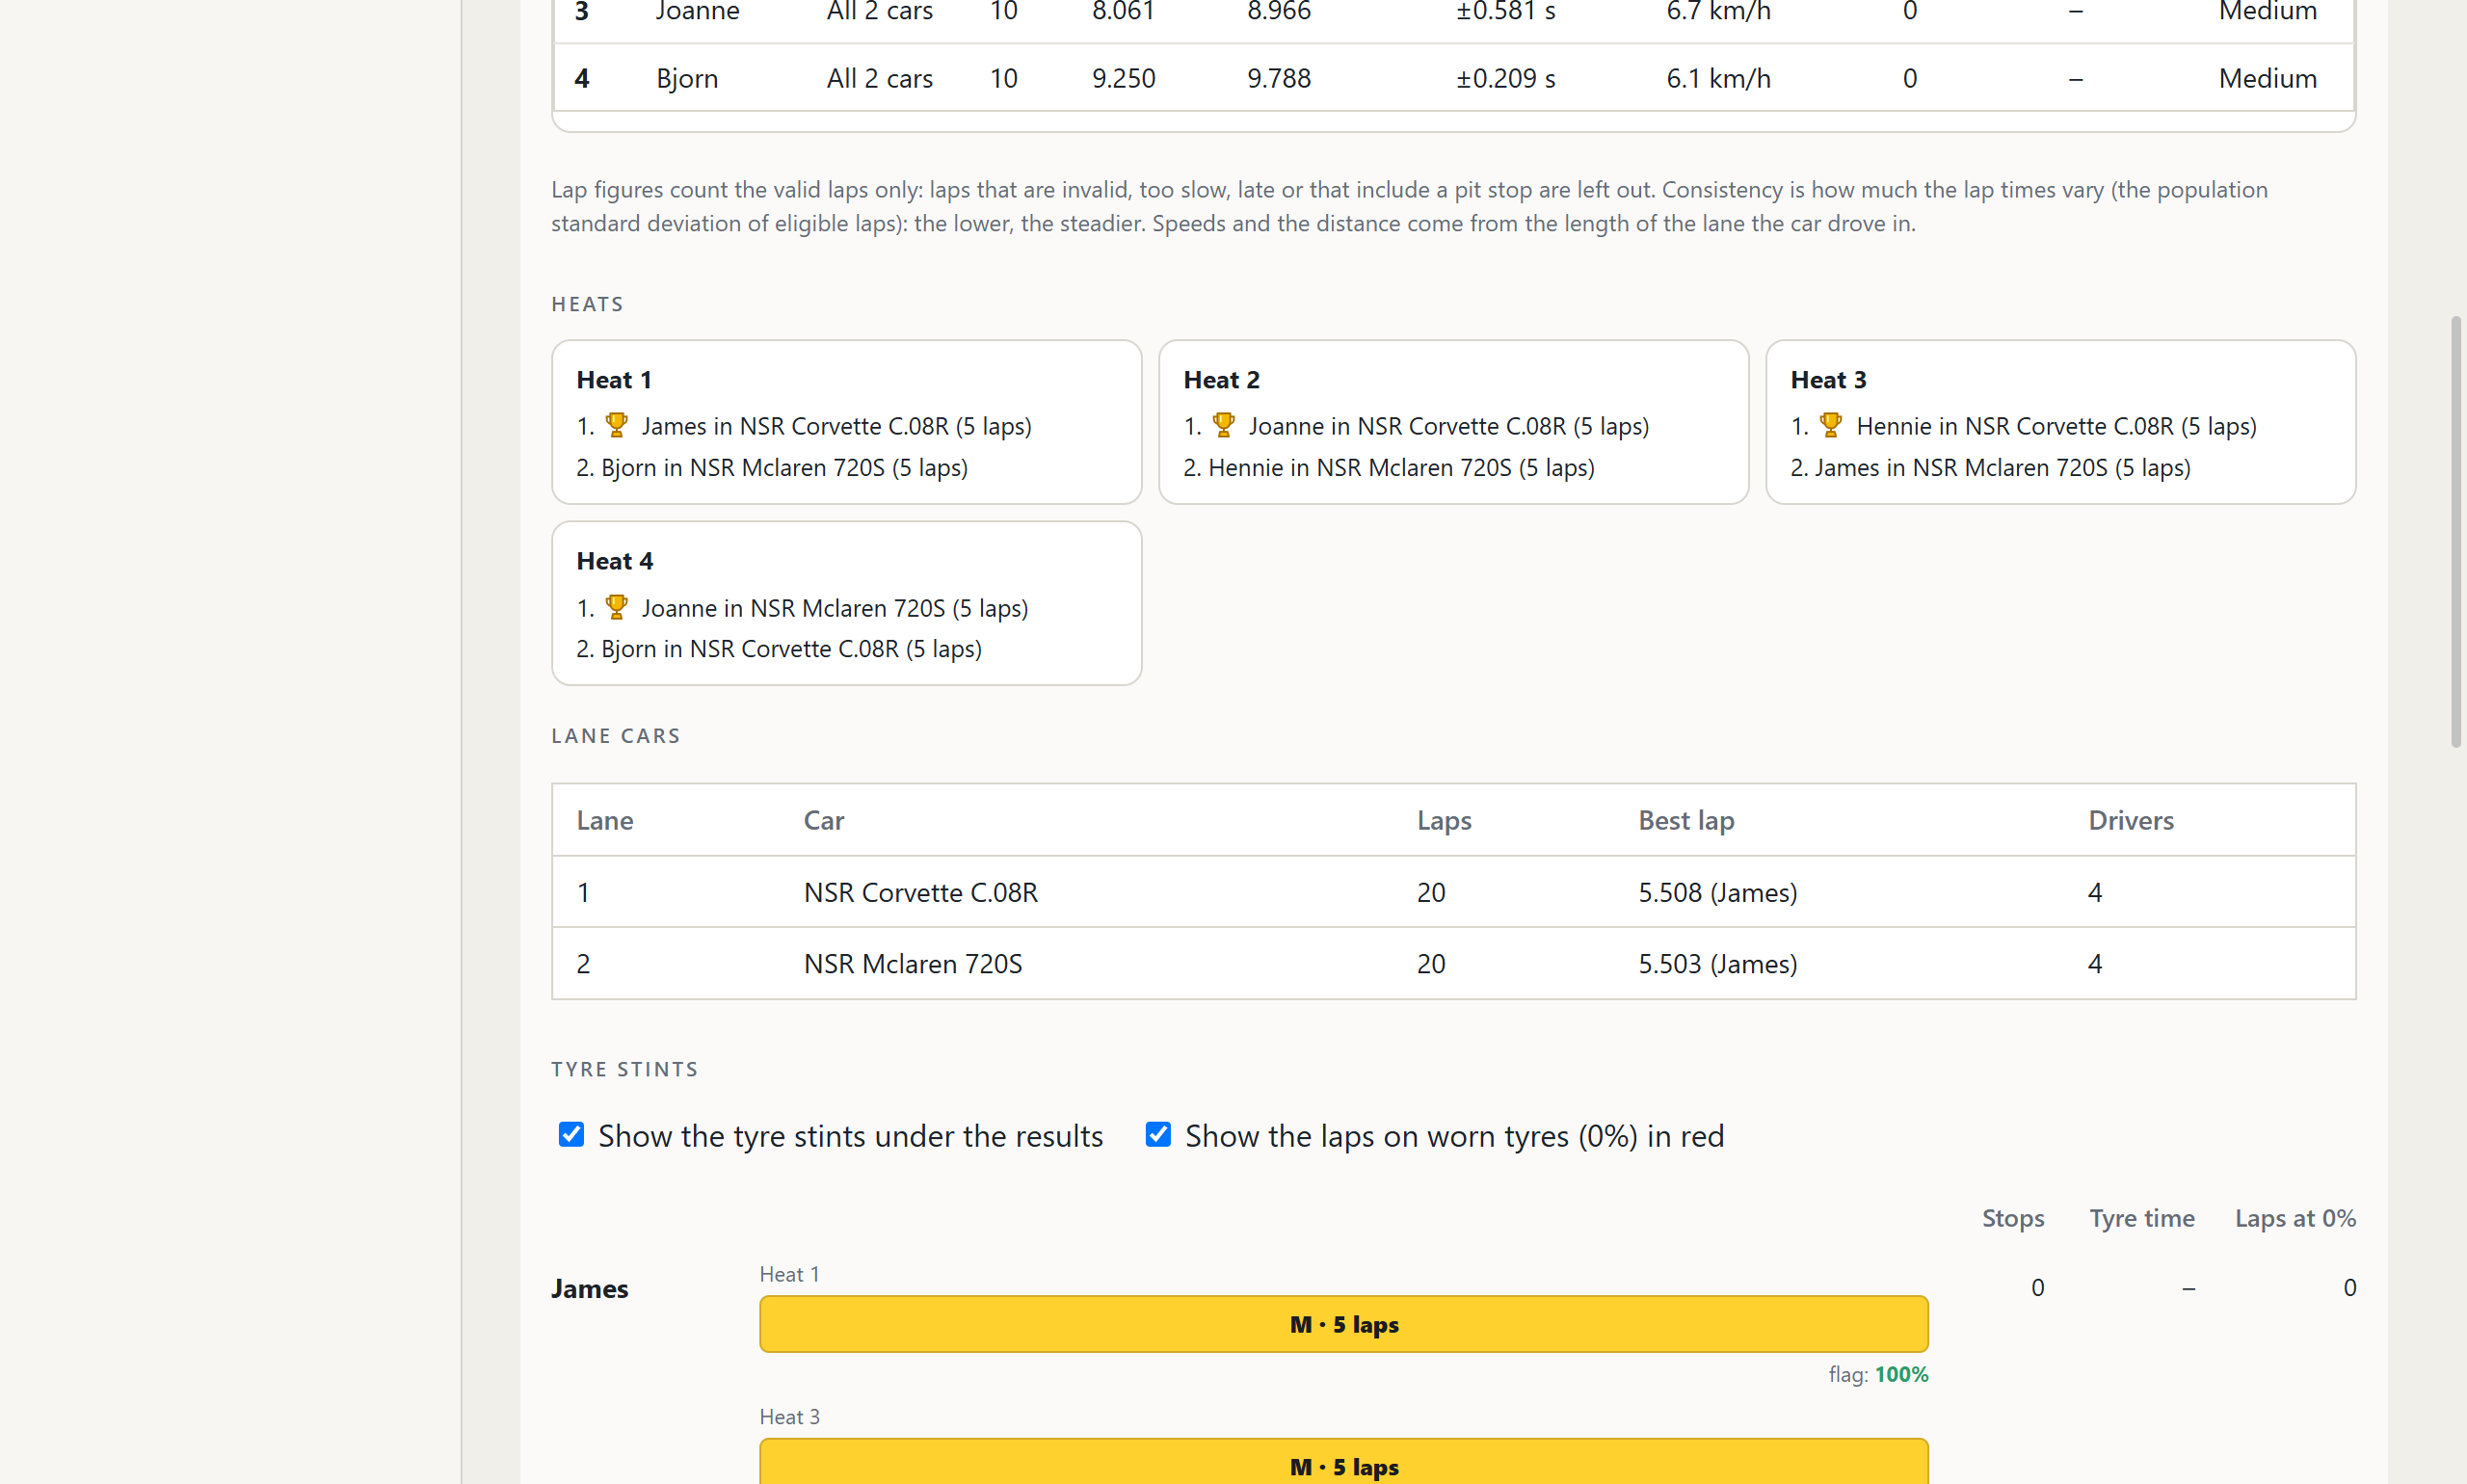 3 Joanne All 2 cars 10 8.061 8.966 ±0.581 s 6.7 km/h 0 – Medium
4 Bjorn All 2 cars 10 9.250 9.788 ±0.209 s 6.1 km/h 0 – Medium
Lap figures count the valid laps only: laps that are invalid, too slow, late or that include a pit stop are left out. Consistency is how much the lap times vary (the population
standard deviation of eligible laps): the lower, the steadier. Speeds and the distance come from the length of the lane the car drove in.
HEATS
Heat 1
1. James in NSR Corvette C.08R (5 laps)
2. Bjorn in NSR Mclaren 720S (5 laps)
Heat 2
1. Joanne in NSR Corvette C.08R (5 laps)
2. Hennie in NSR Mclaren 720S (5 laps)
Heat 3
1. Hennie in NSR Corvette C.08R (5 laps)
2. James in NSR Mclaren 720S (5 laps)
Heat 4
1. Joanne in NSR Mclaren 720S (5 laps)
2. Bjorn in NSR Corvette C.08R (5 laps)
LANE CARS
Lane Car Laps Best lap Drivers
1 NSR Corvette C.08R 20 5.508 (James) 4
2 NSR Mclaren 720S 20 5.503 (James) 4
TYRE STINTS
Show the tyre stints under the results Show the laps on worn tyres (0%) in red
Stops Tyre time Laps at 0%
Heat 1
James 0 – 0
M · 5 laps
flag: 100%
Heat 3
M · 5 laps